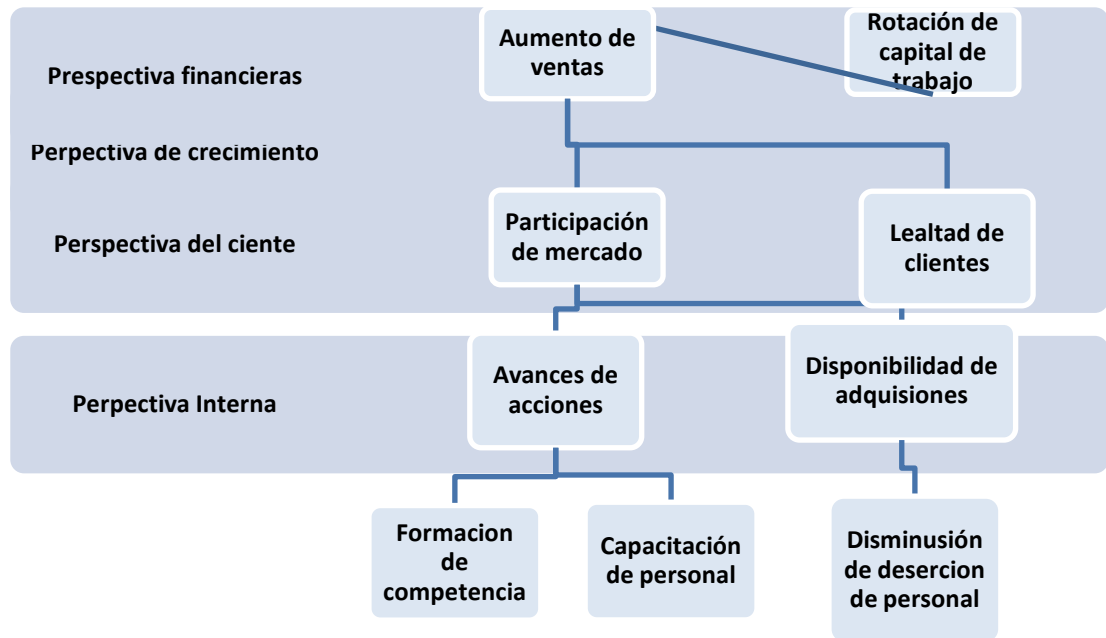 Prespectiva financieras
Aumento de
ventas
Rotación de
capital de
trabajo
Perpectiva de crecimiento
Perspectiva del ciente
Participación
de mercado
Lealtad de
clientes
Perpectiva Interna
Avances de
acciones
Disponibilidad de
adquisiones
Formacion
de
competencia
Capacitación
de personal
Disminusión
de desercion
de personal